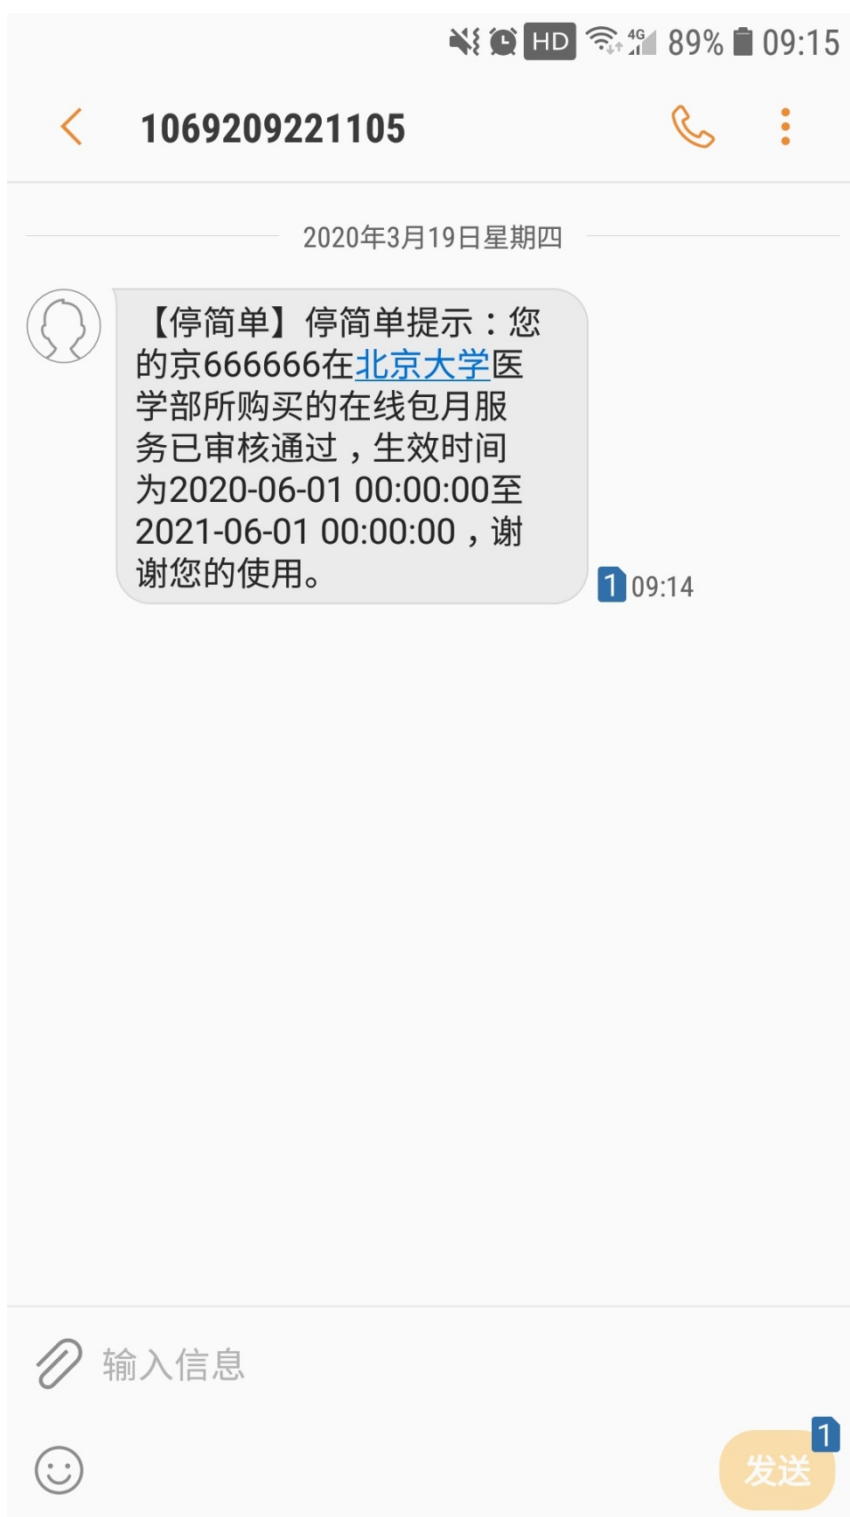 HD 4G 89% 09:15
1069209221105
2020年3月19日星期四
【停简单】停简单提示：您
的京666666在北京大学医
学部所购买的在线包月服
务已审核通过，生效时间
为2020-06-01 00:00:00至
2021-06-01 00:00:00，谢
谢您的使用。
1 09:14
输入信息
1
发送